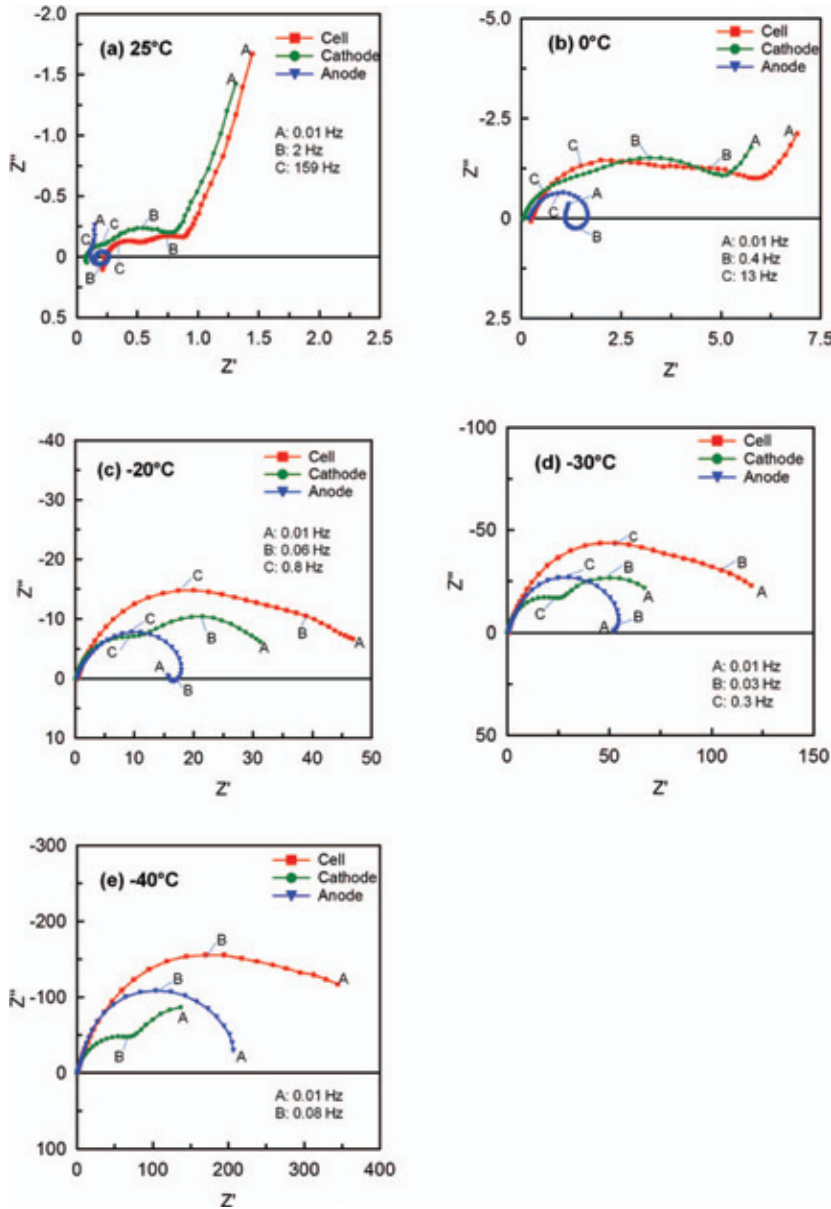 (a) 25°C
Cell
Cathode
Anode
A: 0.01 Hz
B: 2 Hz
C: 159 Hz
-2.0
-1.5
-1.0
-0.5
0
0.5
Z"
0 0.5 1.0 1.5 2.0 2.5
Z'
A
A
A
B
B
B
C
C
C
(b) 0°C
Cell
Cathode
Anode
A: 0.01 Hz
B: 0.4 Hz
C: 13 Hz
-5.0
-2.5
0
2.5
Z"
0 2.5 5.0 7.5
Z'
A
A
A
B
B
B
C
C
C
(c) -20°C
Cell
Cathode
Anode
A: 0.01 Hz
B: 0.06 Hz
C: 0.8 Hz
-40
-30
-20
-10
0
10
Z"
0 10 20 30 40 50
Z'
C
C
C
B
B
B
A
A
A
(d) -30°C
Cell
Cathode
Anode
A: 0.01 Hz
B: 0.03 Hz
C: 0.3 Hz
-100
-50
0
50
Z"
0 50 100 150
Z'
C
C
C
B
B
B
A
A
A
(e) -40°C
Cell
Cathode
Anode
A: 0.01 Hz
B: 0.08 Hz
-300
-200
-100
0
100
Z"
0 100 200 300 400
Z'
B
B
B
A
A
A